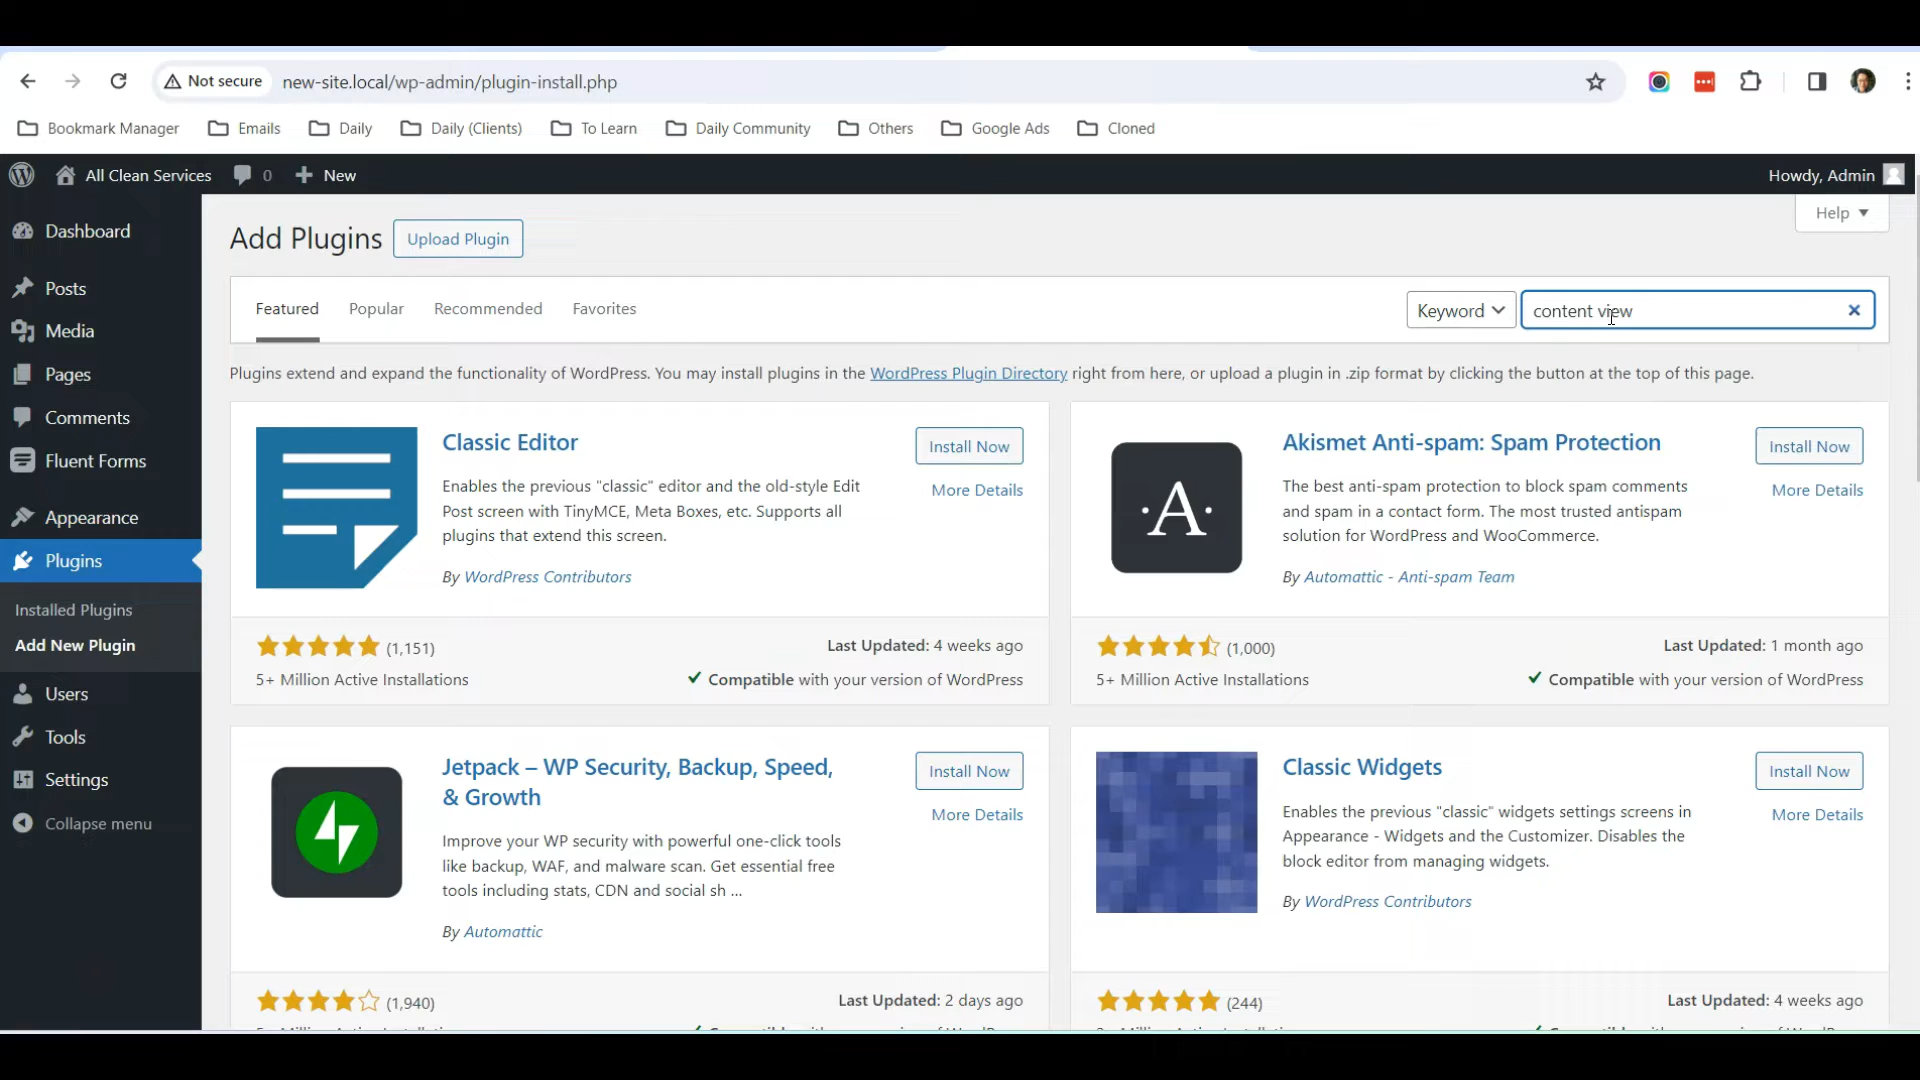 Not secure new-site.local/wp-admin/plugin-install.php
Bookmark Manager Emails Daily Daily (Clients) To Learn Daily Community Others Google Ads Cloned
All Clean Services 0 New Howdy, Admin
Help
Dashboard
Posts
Media
Pages
Comments
Fluent Forms
Appearance
Plugins
Installed Plugins
Add New Plugin
Users
Tools
Settings
Collapse menu
Add Plugins Upload Plugin
Featured Popular Recommended Favorites Keyword content view
Plugins extend and expand the functionality of WordPress. You may install plugins in the WordPress Plugin Directory right from here, or upload a plugin in .zip format by clicking the button at the top of this page.
Classic Editor
Install Now
More Details
Enables the previous "classic" editor and the old-style Edit
Post screen with TinyMCE, Meta Boxes, etc. Supports all
plugins that extend this screen.
By WordPress Contributors
(1,151) Last Updated: 4 weeks ago
5+ Million Active Installations Compatible with your version of WordPress
·A·
Akismet Anti-spam: Spam Protection
Install Now
More Details
The best anti-spam protection to block spam comments
and spam in a contact form. The most trusted antispam
solution for WordPress and WooCommerce.
By Automattic - Anti-spam Team
(1,000) Last Updated: 1 month ago
5+ Million Active Installations Compatible with your version of WordPress
Jetpack – WP Security, Backup, Speed,
& Growth
Install Now
More Details
Improve your WP security with powerful one-click tools
like backup, WAF, and malware scan. Get essential free
tools including stats, CDN and social sh ...
By Automattic
(1,940) Last Updated: 2 days ago
Classic Widgets
Install Now
More Details
Enables the previous "classic" widgets settings screens in
Appearance - Widgets and the Customizer. Disables the
block editor from managing widgets.
By WordPress Contributors
(244) Last Updated: 4 weeks ago